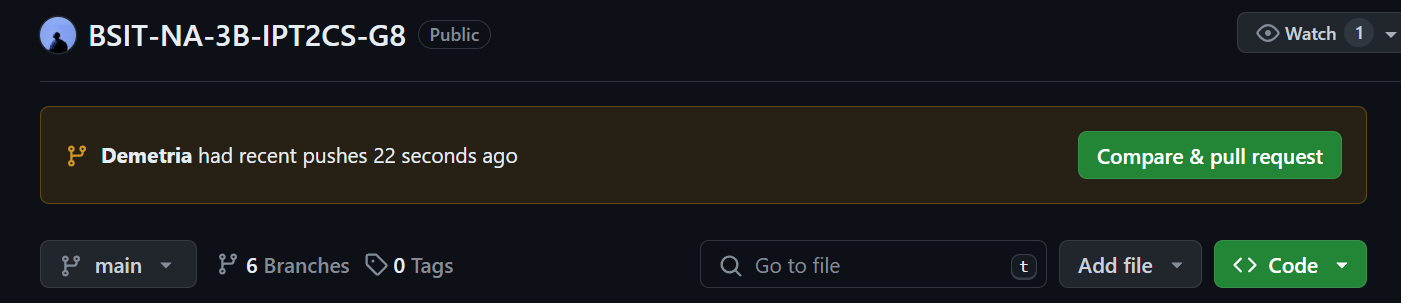 BSIT-NA-3B-IPT2CS-G8 Public Watch 1
Demetria had recent pushes 22 seconds ago Compare & pull request
main 6 Branches 0 Tags Go to file t Add file <> Code